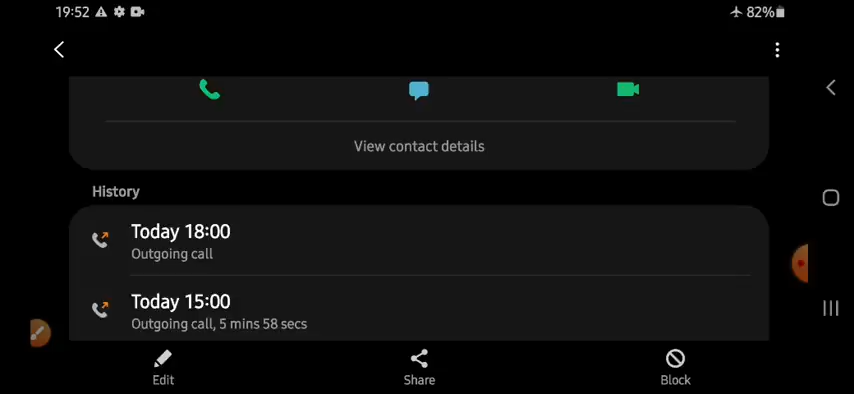 19:52
82%
View contact details
History
Today 18:00
Outgoing call
Today 15:00
Outgoing call, 5 mins 58 secs
Edit
Share
Block